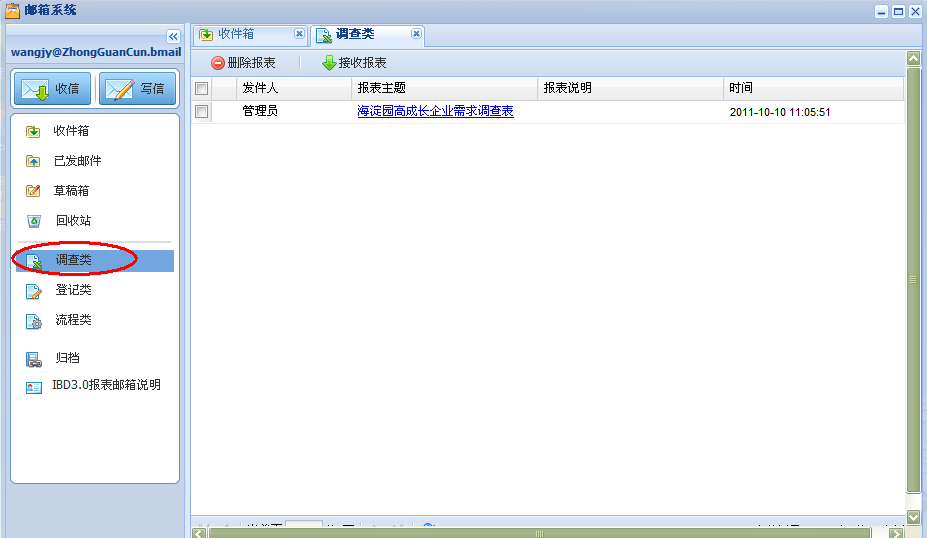 邮箱系统
wangjy@ZhongGuanCun.bmail
收信
写信
收件箱
已发邮件
草稿箱
回收站
调查类
登记类
流程类
归档
IBD3.0报表邮箱说明
收件箱
调查类
删除报表
接收报表
发件人 报表主题 报表说明 时间
管理员 海淀园高成长企业需求调查表 2011-10-10 11:05:51